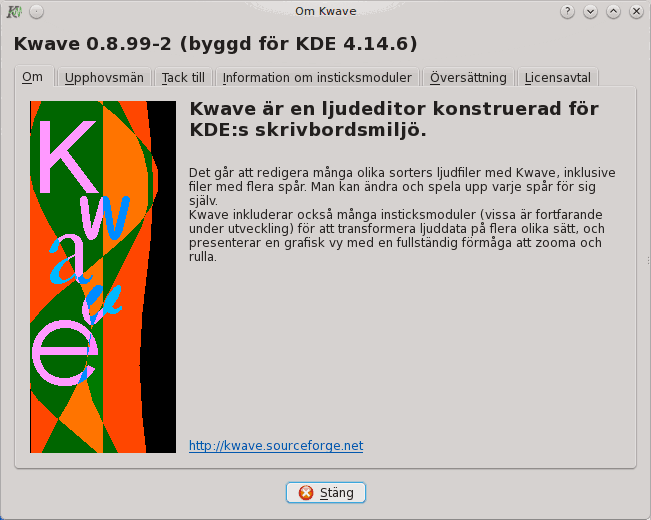 Om Kwave
Kwave 0.8.99-2 (byggd för KDE 4.14.6)
Om
Upphovsmän
Tack till
Information om insticksmoduler
Översättning
Licensavtal
Kwave är en ljudeditor konstruerad för
KDE:s skrivbordsmiljö.
Det går att redigera många olika sorters ljudfiler med Kwave, inklusive
filer med flera spår. Man kan ändra och spela upp varje spår för sig
själv.
Kwave inkluderar också många insticksmoduler (vissa är fortfarande
under utveckling) för att transformera ljuddata på flera olika sätt, och
presenterar en grafisk vy med en fullständig förmåga att zooma och
rulla.
Kwave
http://kwave.sourceforge.net
Stäng